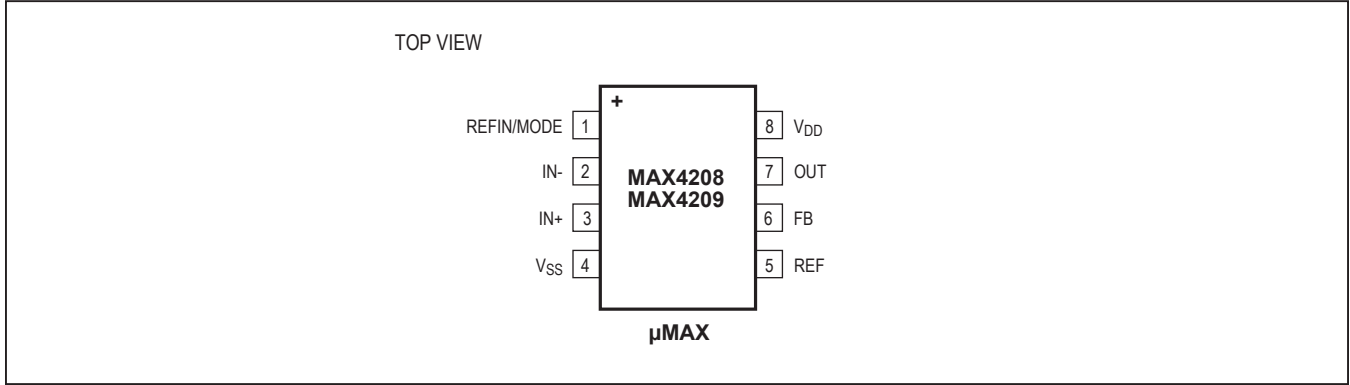 TOP VIEW
+
REFIN/MODE 1
IN- 2
IN+ 3
VSS 4
MAX4208
MAX4209
8 VDD
7 OUT
6 FB
5 REF
µMAX